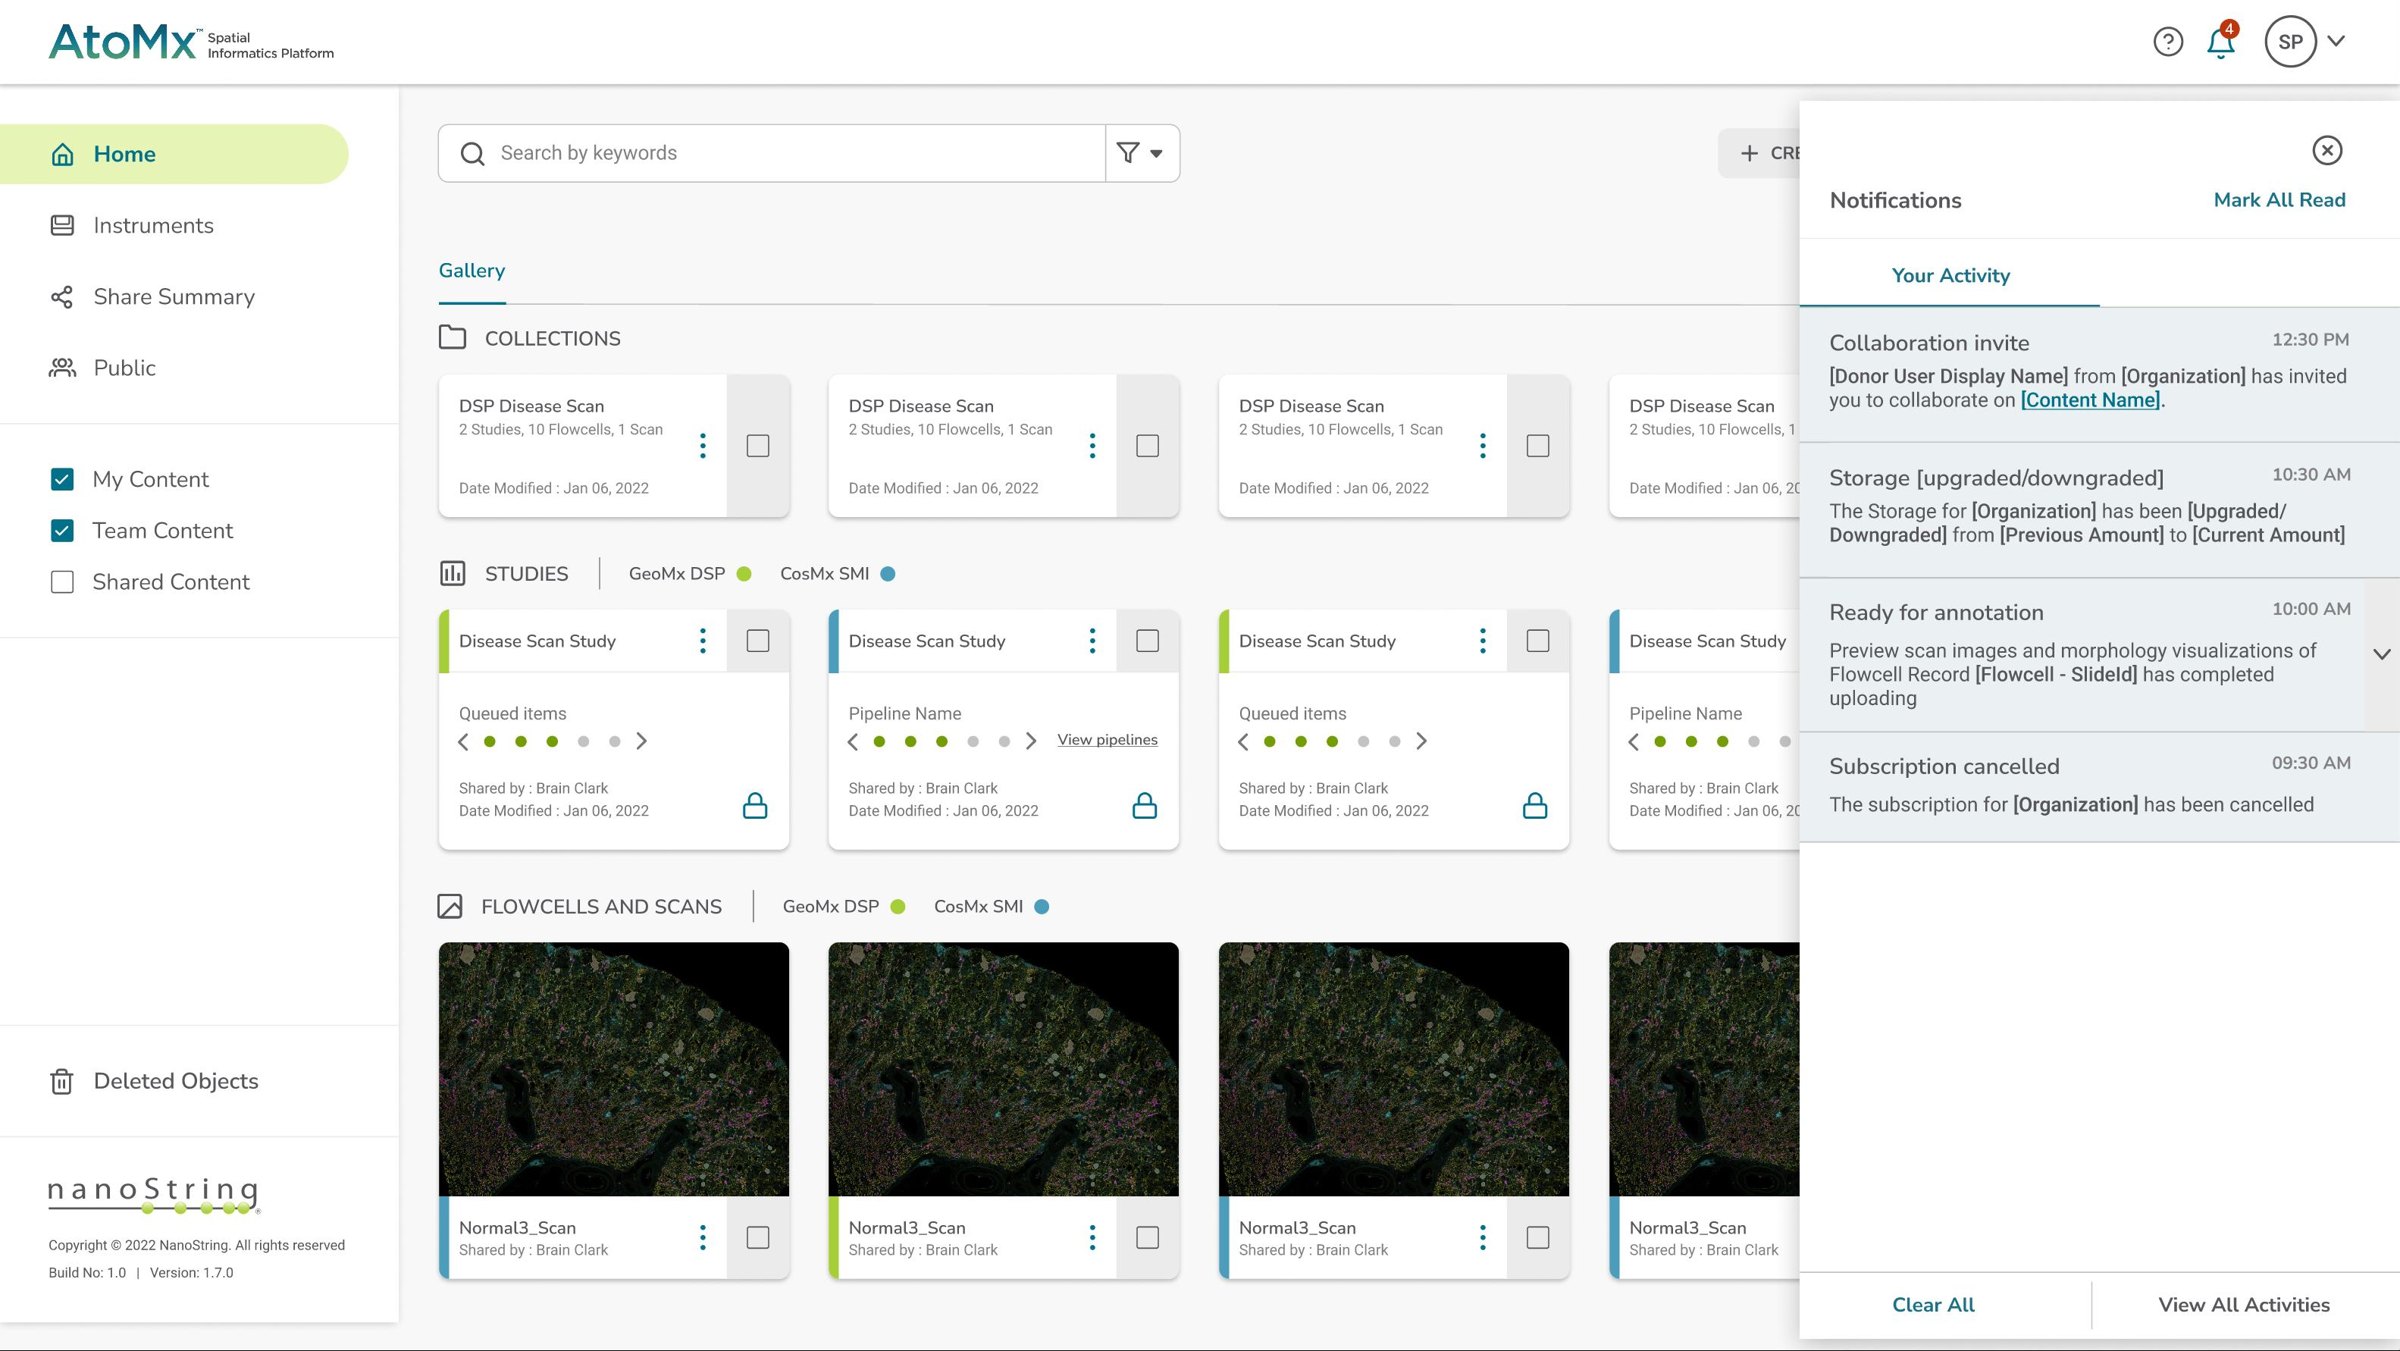 AtoMx™ Spatial
Informatics Platform
4
SP
Home
Instruments
Share Summary
Public
My Content
Team Content
Shared Content
Deleted Objects
nanoString®
Copyright © 2022 NanoString. All rights reserved
Build No: 1.0 | Version: 1.7.0
Search by keywords
+ CRE
Gallery
COLLECTIONS
DSP Disease Scan
2 Studies, 10 Flowcells, 1 Scan
Date Modified : Jan 06, 2022
DSP Disease Scan
2 Studies, 10 Flowcells, 1 Scan
Date Modified : Jan 06, 2022
DSP Disease Scan
2 Studies, 10 Flowcells, 1 Scan
Date Modified : Jan 06, 2022
DSP Disease Scan
2 Studies, 10 Flowcells, 1
Date Modified : Jan 06, 20
STUDIES | GeoMx DSP CosMx SMI
Disease Scan Study
Queued items
Shared by : Brain Clark
Date Modified : Jan 06, 2022
Disease Scan Study
Pipeline Name
View pipelines
Shared by : Brain Clark
Date Modified : Jan 06, 2022
Disease Scan Study
Queued items
Shared by : Brain Clark
Date Modified : Jan 06, 2022
Disease Scan Study
Pipeline Name
Shared by : Brain Clark
Date Modified : Jan 06, 20
FLOWCELLS AND SCANS | GeoMx DSP CosMx SMI
Normal3_Scan
Shared by : Brain Clark
Normal3_Scan
Shared by : Brain Clark
Normal3_Scan
Shared by : Brain Clark
Normal3_Scan
Shared by : Brain Clark
Notifications
Mark All Read
Your Activity
Collaboration invite 12:30 PM
[Donor User Display Name] from [Organization] has invited
you to collaborate on [Content Name].
Storage [upgraded/downgraded] 10:30 AM
The Storage for [Organization] has been [Upgraded/
Downgraded] from [Previous Amount] to [Current Amount]
Ready for annotation 10:00 AM
Preview scan images and morphology visualizations of
Flowcell Record [Flowcell - SlideId] has completed
uploading
Subscription cancelled 09:30 AM
The subscription for [Organization] has been cancelled
Clear All
View All Activities